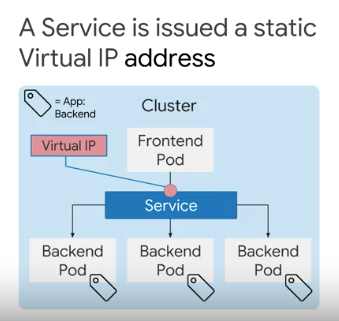 A Service is issued a static
Virtual IP address
= App:
Backend
Cluster
Virtual IP
Frontend
Pod
Service
Backend
Pod
Backend
Pod
Backend
Pod